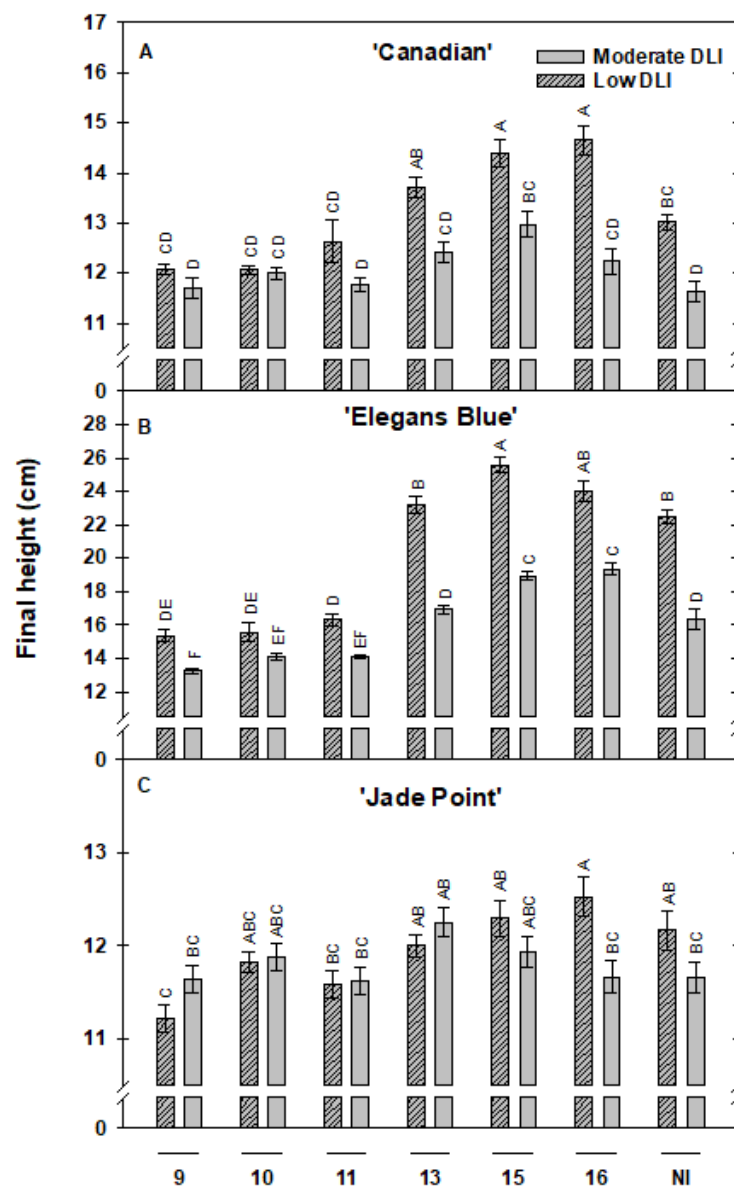 Final height (cm)
A
'Canadian'
Moderate DLI
Low DLI
17
16
15
14
13
12
11
0
CD D CD CD CD D AB CD A BC A CD BC D
B
'Elegans Blue'
28
26
24
22
20
18
16
14
12
0
DE F DE EF D EF B D A C AB C B D
C
'Jade Point'
13
12
11
0
C BC ABC ABC BC BC AB AB AB ABC A BC AB BC
9 10 11 13 15 16 NI